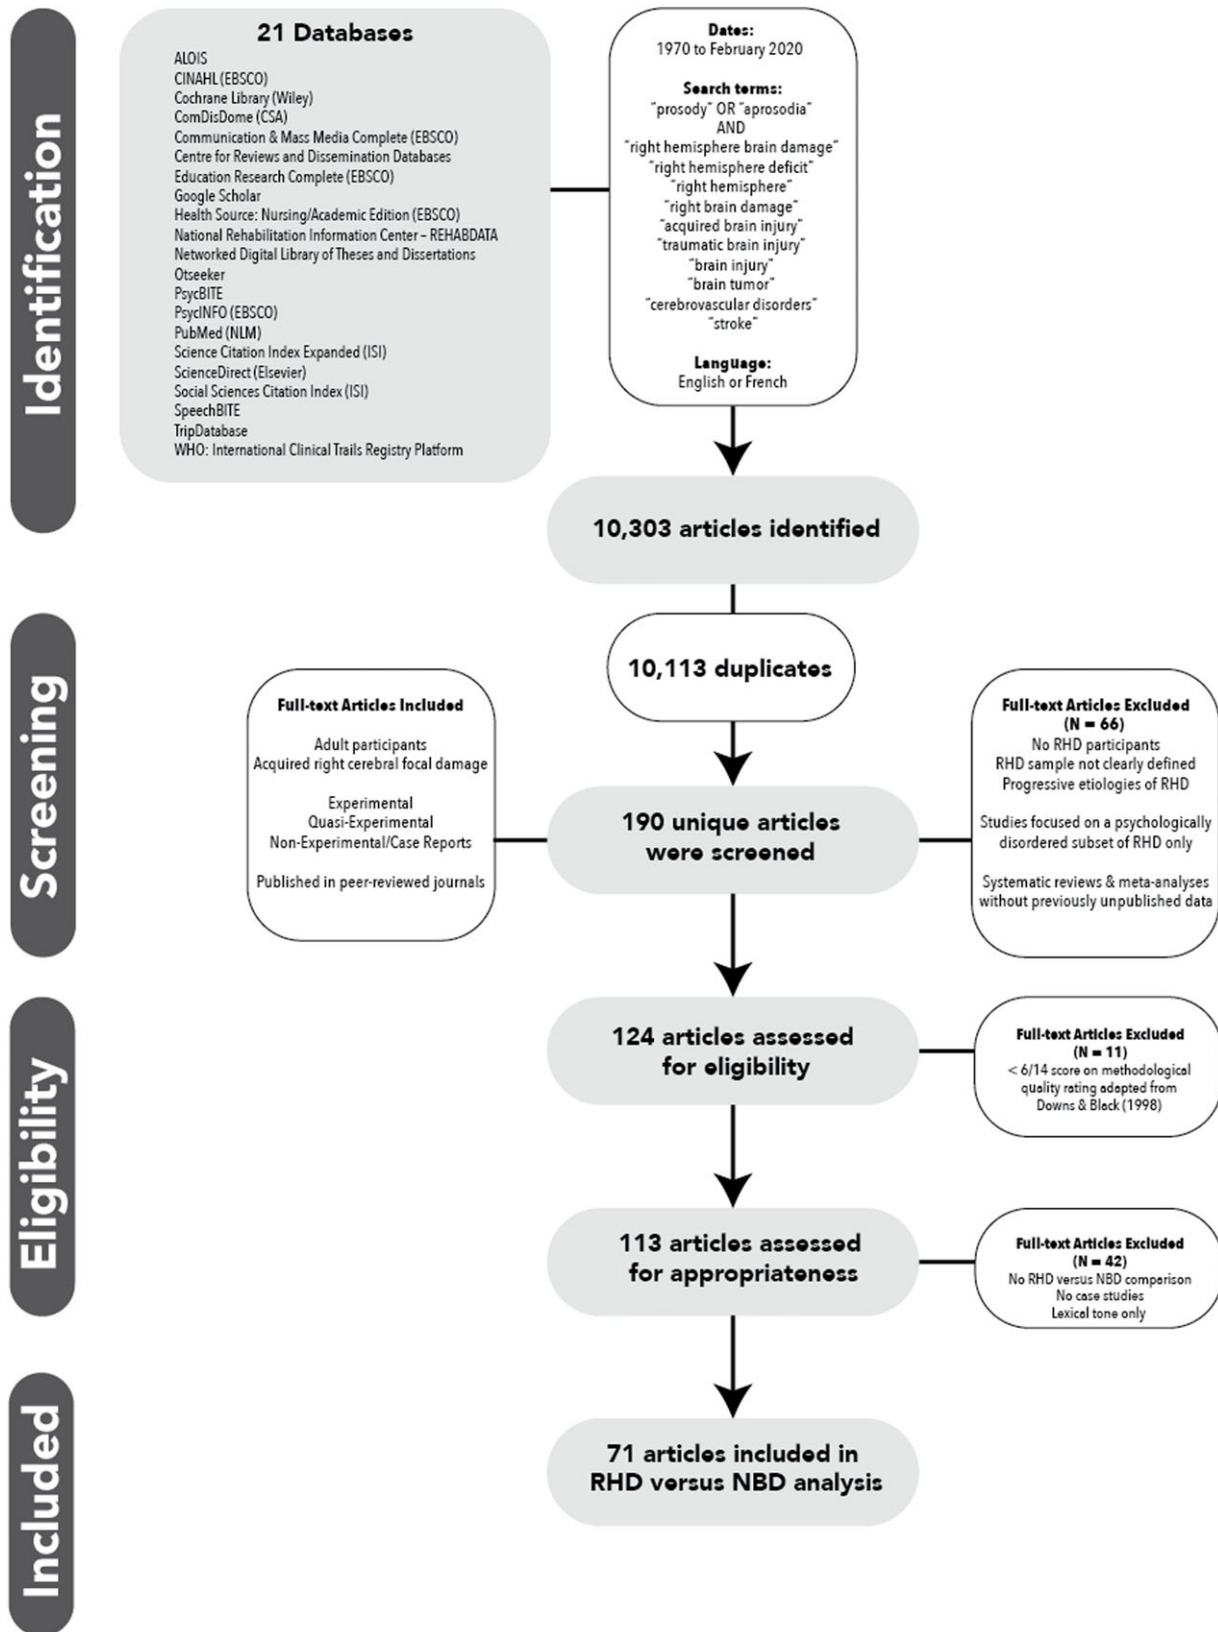 Identification
21 Databases
ALOIS
CINAHL (EBSCO)
Cochrane Library (Wiley)
ComDisDome (CSA)
Communication & Mass Media Complete (EBSCO)
Centre for Reviews and Dissemination Databases
Education Research Complete (EBSCO)
Google Scholar
Health Source: Nursing/Academic Edition (EBSCO)
National Rehabilitation Information Center – REHABDATA
Networked Digital Library of Theses and Dissertations
Otseeker
PsycBITE
PsycINFO (EBSCO)
PubMed (NLM)
Science Citation Index Expanded (ISI)
ScienceDirect (Elsevier)
Social Sciences Citation Index (ISI)
SpeechBITE
TripDatabase
WHO: International Clinical Trails Registry Platform
Dates:
1970 to February 2020
Search terms:
"prosody" OR "aprosodia"
AND
"right hemisphere brain damage"
"right hemisphere deficit"
"right hemisphere"
"right brain damage"
"acquired brain injury"
"traumatic brain injury"
"brain injury"
"brain tumor"
"cerebrovascular disorders"
"stroke"
Language:
English or French
10,303 articles identified
Screening
10,113 duplicates
Full-text Articles Included
Adult participants
Acquired right cerebral focal damage
Experimental
Quasi-Experimental
Non-Experimental/Case Reports
Published in peer-reviewed journals
190 unique articles
were screened
Full-text Articles Excluded
(N = 66)
No RHD participants
RHD sample not clearly defined
Progressive etiologies of RHD
Studies focused on a psychologically
disordered subset of RHD only
Systematic reviews & meta-analyses
without previously unpublished data
Eligibility
124 articles assessed
for eligibility
Full-text Articles Excluded
(N = 11)
< 6/14 score on methodological
quality rating adapted from
Downs & Black (1998)
113 articles assessed
for appropriateness
Full-text Articles Excluded
(N = 42)
No RHD versus NBD comparison
No case studies
Lexical tone only
Included
71 articles included in
RHD versus NBD analysis